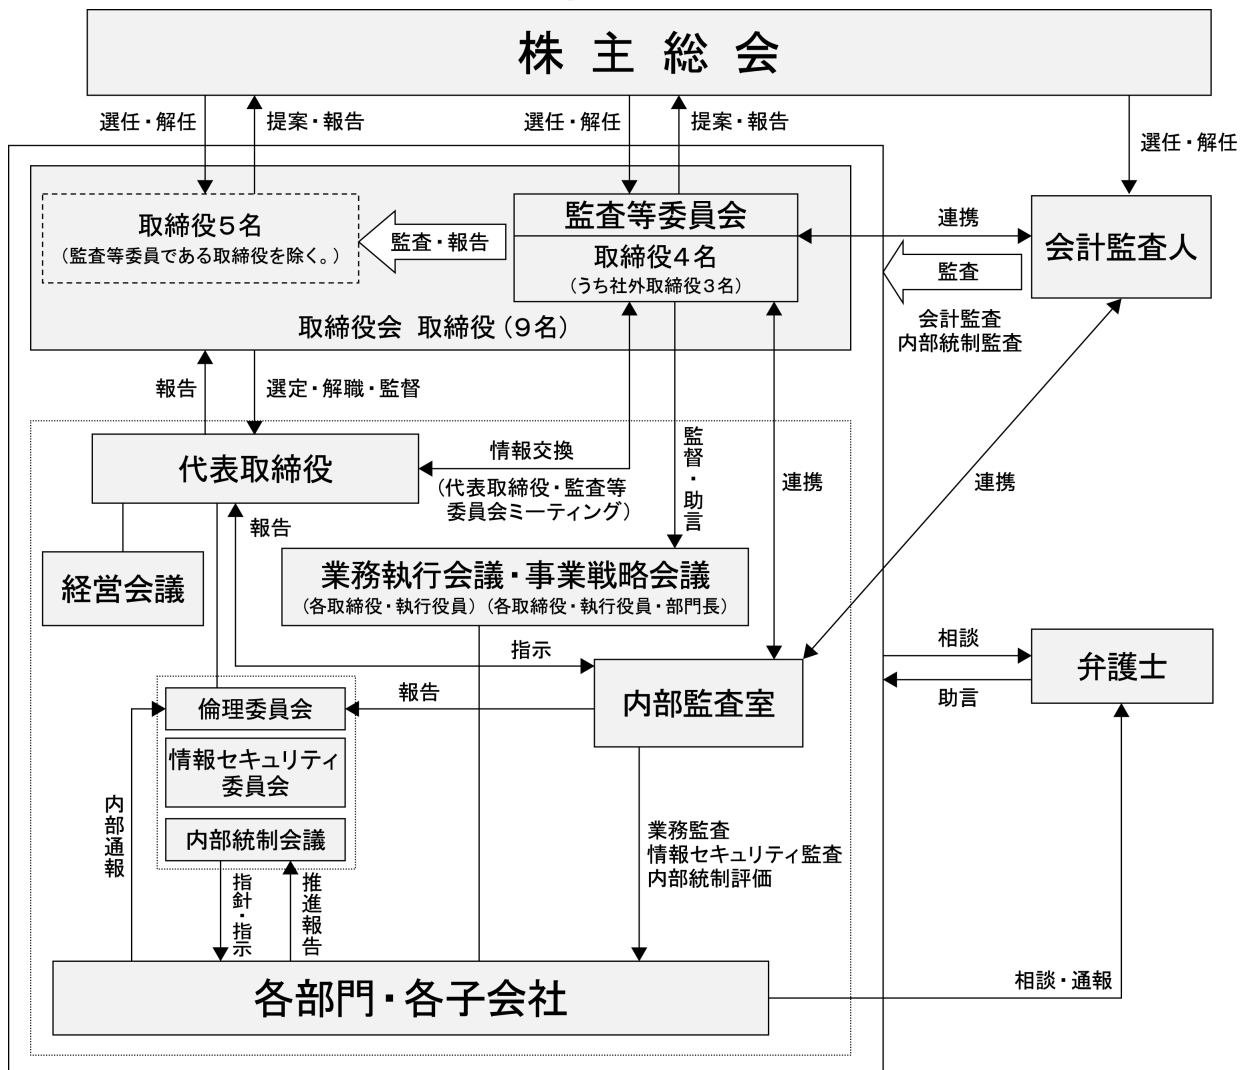 株主総会
選任・解任
提案・報告
選任・解任
提案・報告
選任・解任
取締役5名
(監査等委員である取締役を除く。)
監査・報告
監査等委員会
取締役4名
(うち社外取締役3名)
取締役会 取締役(9名)
連携
監査
会計監査
内部統制監査
会計監査人
報告
選定・解職・監督
代表取締役
情報交換
(代表取締役・監査等
委員会ミーティング)
監督・助言
連携
連携
報告
経営会議
業務執行会議・事業戦略会議
(各取締役・執行役員)(各取締役・執行役員・部門長)
指示
内部監査室
報告
相談
助言
弁護士
倫理委員会
情報セキュリティ
委員会
内部統制会議
内部通報
指針・指示
推進報告
業務監査
情報セキュリティ監査
内部統制評価
各部門・各子会社
相談・通報